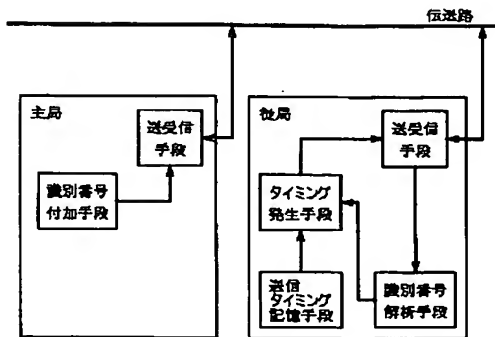 伝送路
主局
送受信
手段
識別番号
付加手段
従局
送受信
手段
タイミング
発生手段
送信
タイミング
記憶手段
識別番号
解析手段